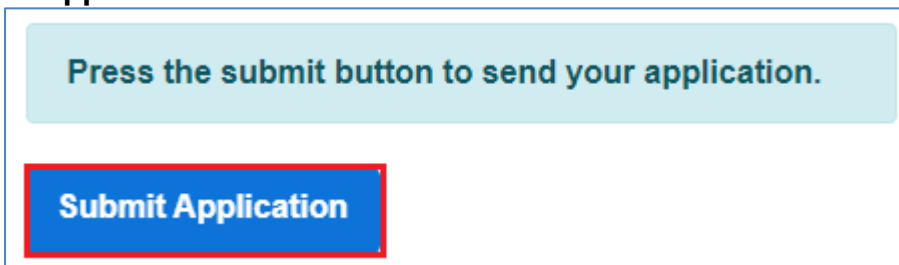 Press the submit button to send your application.
Submit Application